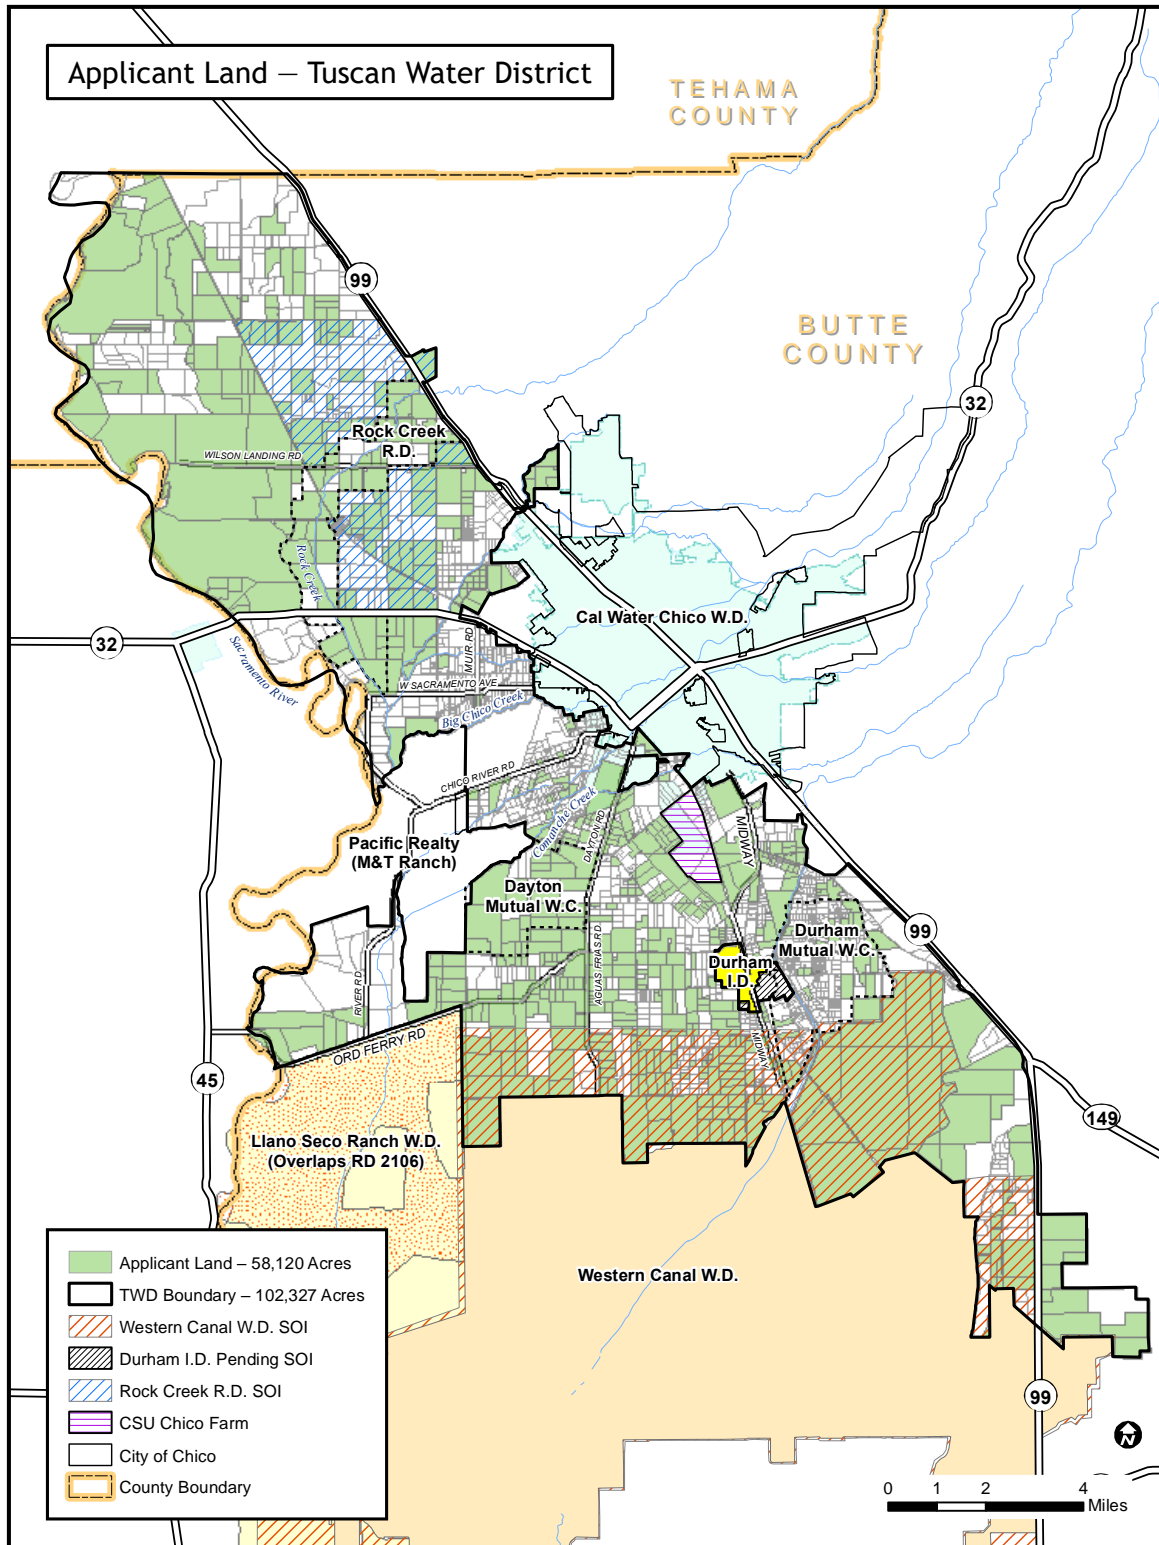 Applicant Land – Tuscan Water District
TEHAMA
COUNTY
99
BUTTE
COUNTY
32
Rock Creek
R.D.
WILSON LANDING RD
Rock Creek
Cal Water Chico W.D.
32
MUIR RD
Sacramento River
W SACRAMENTO AVE
Big Chico Creek
CHICO RIVER RD
Comanche Creek
DAYTON RD
MIDWAY
Pacific Realty
(M&T Ranch)
Dayton
Mutual W.C.
Durham
Mutual W.C.
99
AGUAS FRIAS RD.
Durham
I.D.
RIVER RD
ORD FERRY RD
MIDWAY
45
149
Llano Seco Ranch W.D.
(Overlaps RD 2106)
Western Canal W.D.
Applicant Land – 58,120 Acres
TWD Boundary – 102,327 Acres
Western Canal W.D. SOI
Durham I.D. Pending SOI
Rock Creek R.D. SOI
CSU Chico Farm
City of Chico
County Boundary
99
N
0 1 2 4
Miles